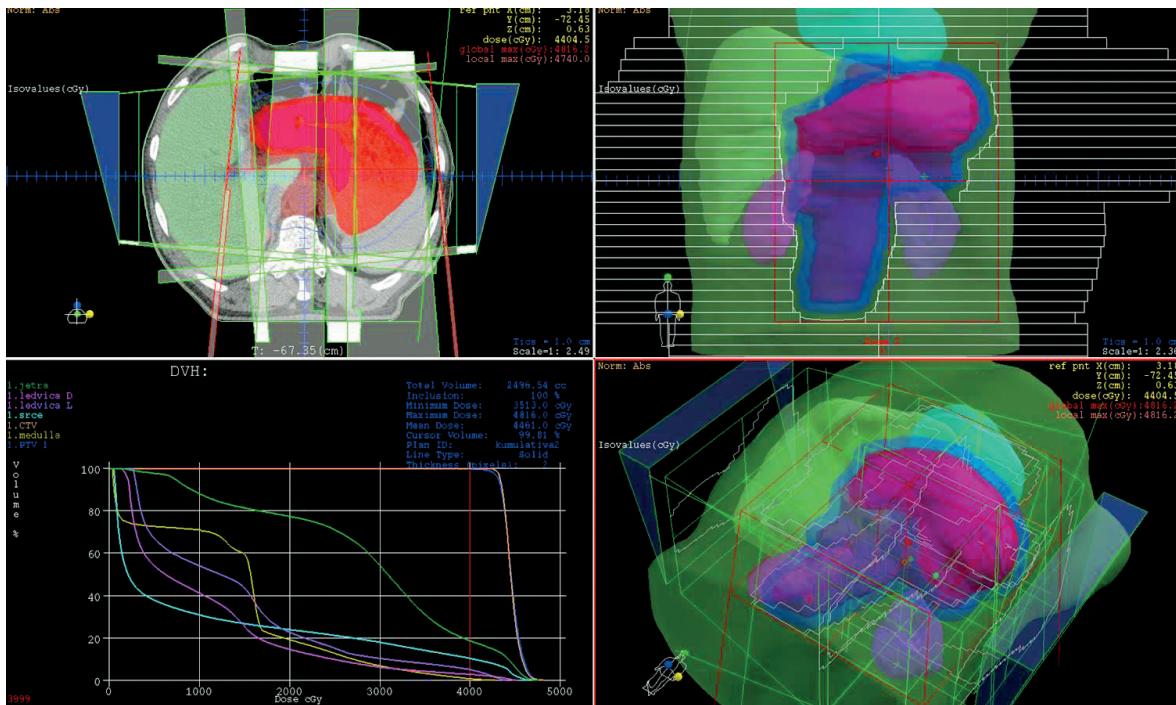 Norm: Abs
ref pnt X(cm): 3.18
Y(cm): -72.45
Z(cm): 0.63
dose(cGy): 4404.5
global max(cGy):4816.2
local max(cGy):4740.0
Isovalues(cGy)
T: -67.35(cm)
Tics = 1.0 cm
Scale=1: 2.49
Norm: Abs
Isovalues(cGy)
Tics = 1.0 cm
Scale=1: 2.36
DVH:
1.jetra
1.ledvica D
1.ledvica L
1.srce
1.CTV
1.medulla
1.PTV 1
Total Volume: 2496.54 cc
Inclusion: 100 %
Minimum Dose: 3513.0 cGy
Maximum Dose: 4816.0 cGy
Mean Dose: 4461.0 cGy
Cursor Volume: 99.81 %
Plan ID: kumulativa2
Line Type: Solid
Thickness (pixels): 2
Volume %
100
80
60
40
20
0
0 1000 2000 3000 4000 5000
Dose cGy
3999
Norm: Abs
ref pnt X(cm): 3.18
Y(cm): -72.45
Z(cm): 0.63
dose(cGy): 4404.5
global max(cGy):4816.2
local max(cGy):4816.2
Isovalues(cGy)